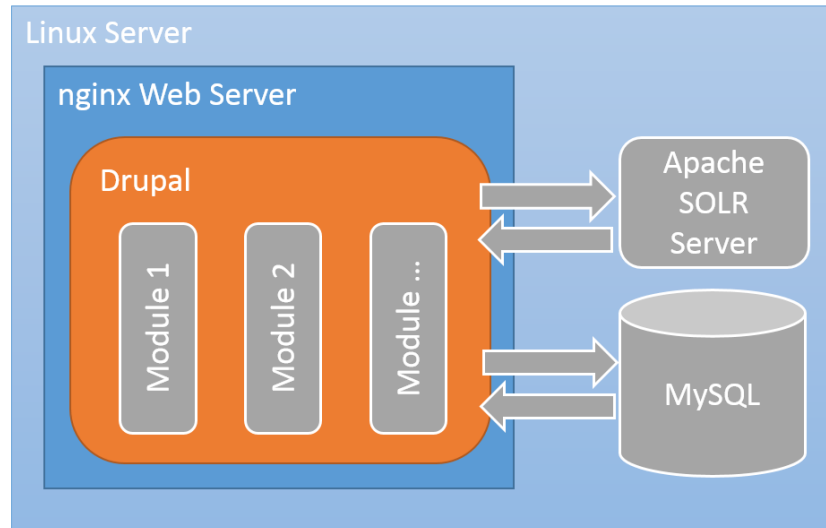 Linux Server
nginx Web Server
Drupal
Module 1
Module 2
Module ...
Apache
SOLR
Server
MySQL